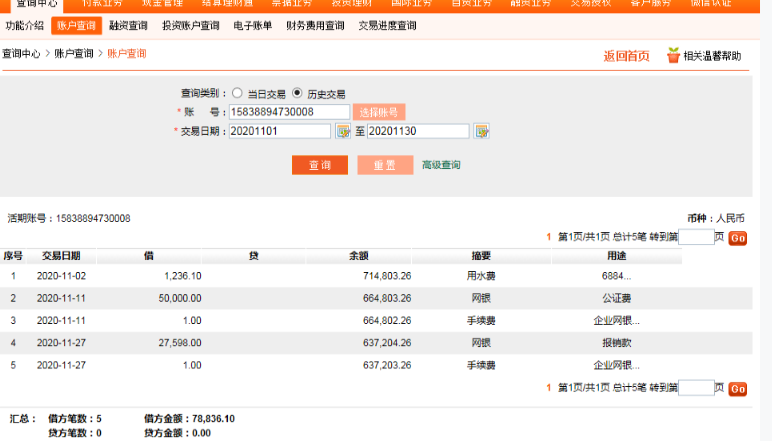 查询中心 付款业务 现金管理 结算理财通 票据业务 投资理财 国际业务 自贸业务 融资业务 交易授权 客户服务 微信认证
功能介绍 账户查询 融资查询 投资账户查询 电子账单 财务费用查询 交易进度查询
查询中心 > 账户查询 > 账户查询 返回首页 相关温馨帮助
查询类别： 当日交易 历史交易
* 账 号：15838894730008 选择账号
* 交易日期：20201101 至 20201130
查 询 重 置 高级查询
活期账号：15838894730008 币种：人民币
1 第1页/共1页 总计5笔 转到第 页 Go
序号 交易日期 借 贷 余额 摘要 用途
1 2020-11-02 1,236.10 714,803.26 用水费 6884...
2 2020-11-11 50,000.00 664,803.26 网银 公证费
3 2020-11-11 1.00 664,802.26 手续费 企业网银...
4 2020-11-27 27,598.00 637,204.26 网银 报销款
5 2020-11-27 1.00 637,203.26 手续费 企业网银...
1 第1页/共1页 总计5笔 转到第 页 Go
汇总： 借方笔数：5 借方金额：78,836.10
贷方笔数：0 贷方金额：0.00